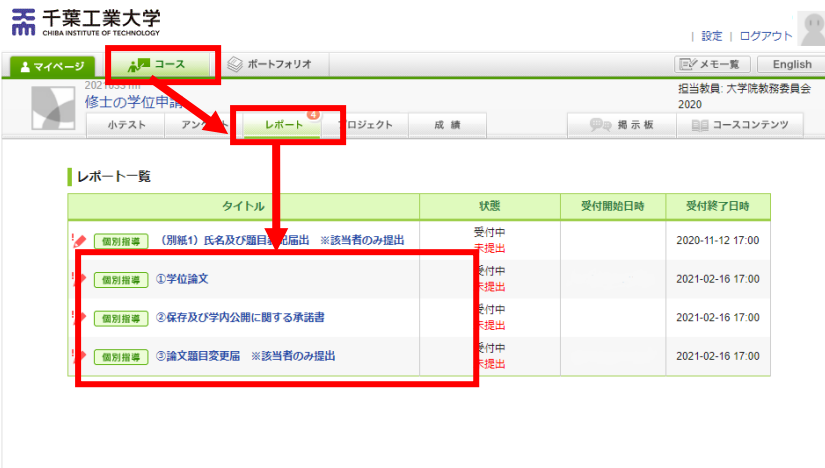 千葉工業大学
CHIBA INSTITUTE OF TECHNOLOGY
| 設定 | ログアウト
マイページ コース ポートフォリオ メモ一覧 English
修士の学位申請 担当教員: 大学院教務委員会
2020
小テスト レポート 4 プロジェクト 成績 掲示板 コースコンテンツ
レポート一覧
タイトル 状態 受付開始日時 受付終了日時
個別指導 （別紙1）氏名及び題目 届出 ※該当者のみ提出 受付中 未提出 2020-11-12 17:00
個別指導 ①学位論文 受付中 未提出 2021-02-16 17:00
個別指導 ②保存及び学内公開に関する承諾書 受付中 未提出 2021-02-16 17:00
個別指導 ③論文題目変更届 ※該当者のみ提出 受付中 未提出 2021-02-16 17:00